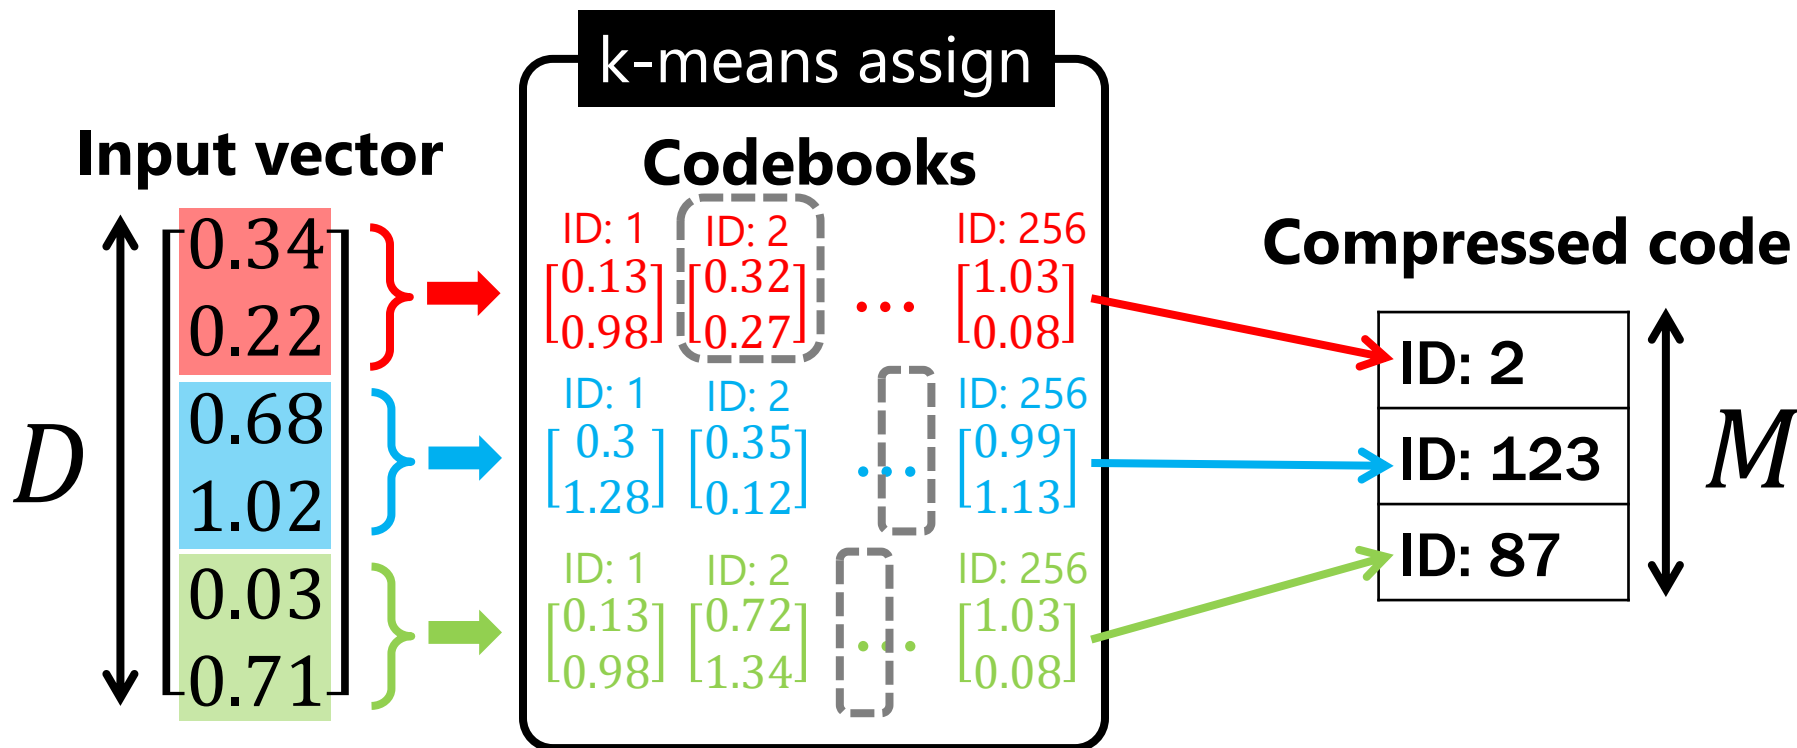 k-means assign
Input vector
Codebooks
Compressed code
D
0.34
0.22
0.68
1.02
0.03
0.71
ID: 1 ID: 2 ID: 256
0.13 0.32 ... 1.03
0.98 0.27 0.08
ID: 1 ID: 2 ID: 256
0.3 0.35 ... 0.99
1.28 0.12 1.13
ID: 1 ID: 2 ID: 256
0.13 0.72 ... 1.03
0.98 1.34 0.08
ID: 2
ID: 123
ID: 87
M